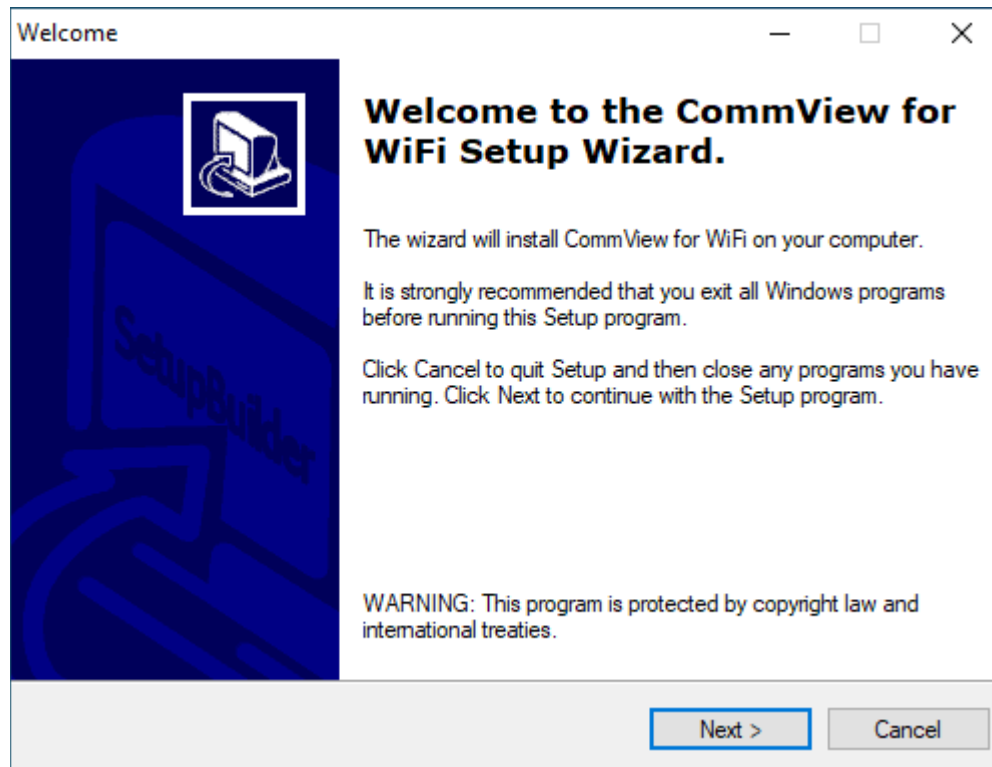 Welcome
Welcome to the CommView for
WiFi Setup Wizard.
The wizard will install CommView for WiFi on your computer.
It is strongly recommended that you exit all Windows programs
before running this Setup program.
Click Cancel to quit Setup and then close any programs you have
running. Click Next to continue with the Setup program.
SetupBuilder
WARNING: This program is protected by copyright law and
international treaties.
Next >
Cancel